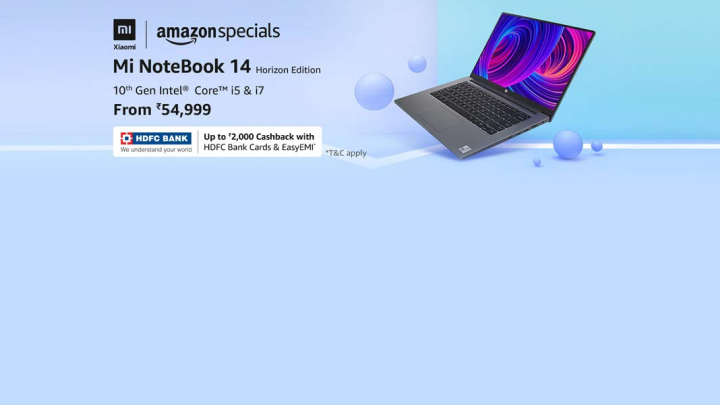 mi
Xiaomi
amazonspecials
Mi NoteBook 14 Horizon Edition
10th Gen Intel® Core™ i5 & i7
From ₹54,999
HDFC BANK
We understand your world
Up to ₹2,000 Cashback with
HDFC Bank Cards & EasyEMI*
*T&C apply